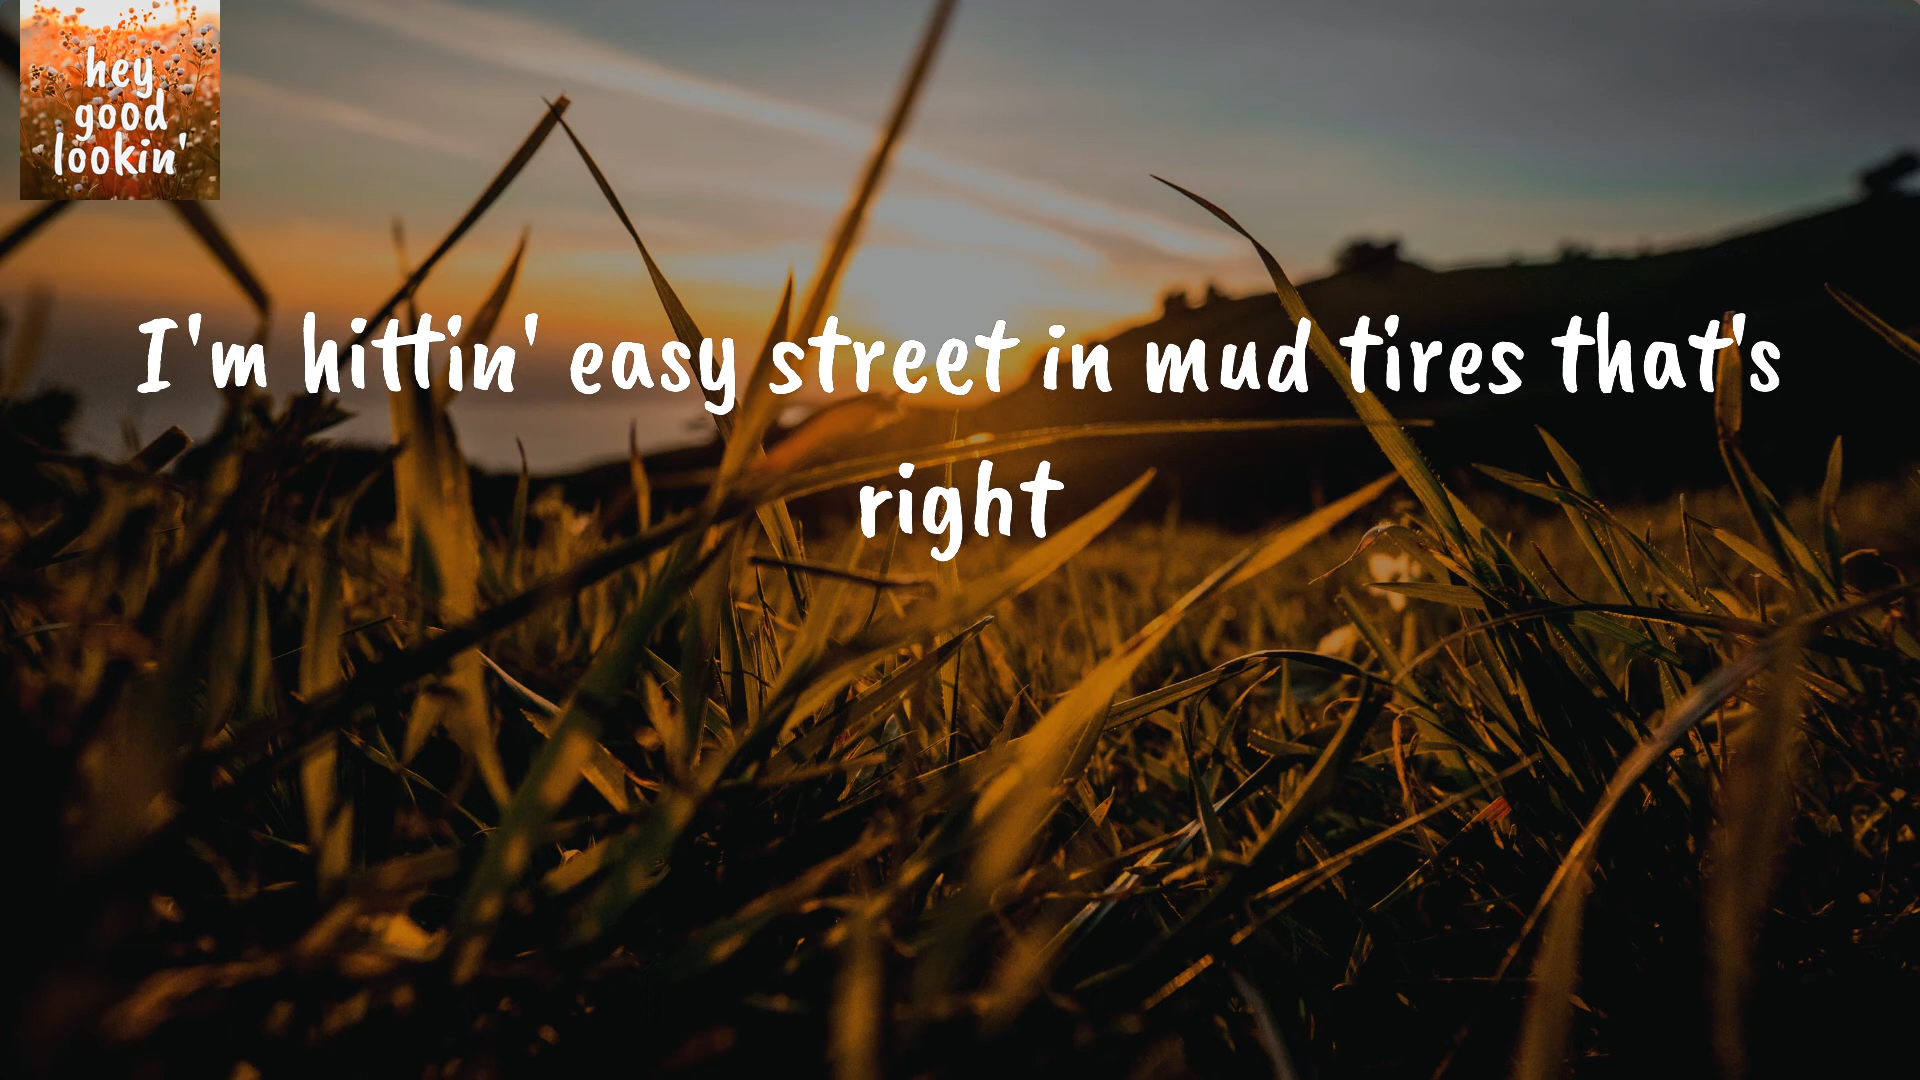 hey
good
lookin'
I'm hittin' easy street in mud tires that's
right